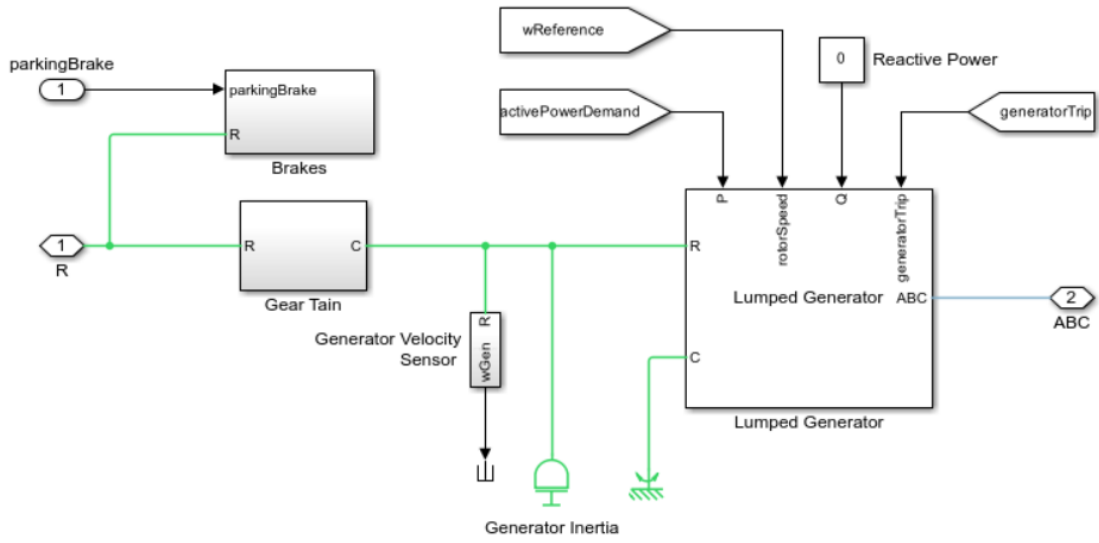 wReference
parkingBrake
1
parkingBrake
R
Brakes
0
Reactive Power
activePowerDemand
generatorTrip
P
rotorSpeed
Q
generatorTrip
1
R
R
C
Gear Tain
R
Lumped Generator
ABC
2
ABC
Generator Velocity
Sensor
R
wGen
C
Lumped Generator
Generator Inertia